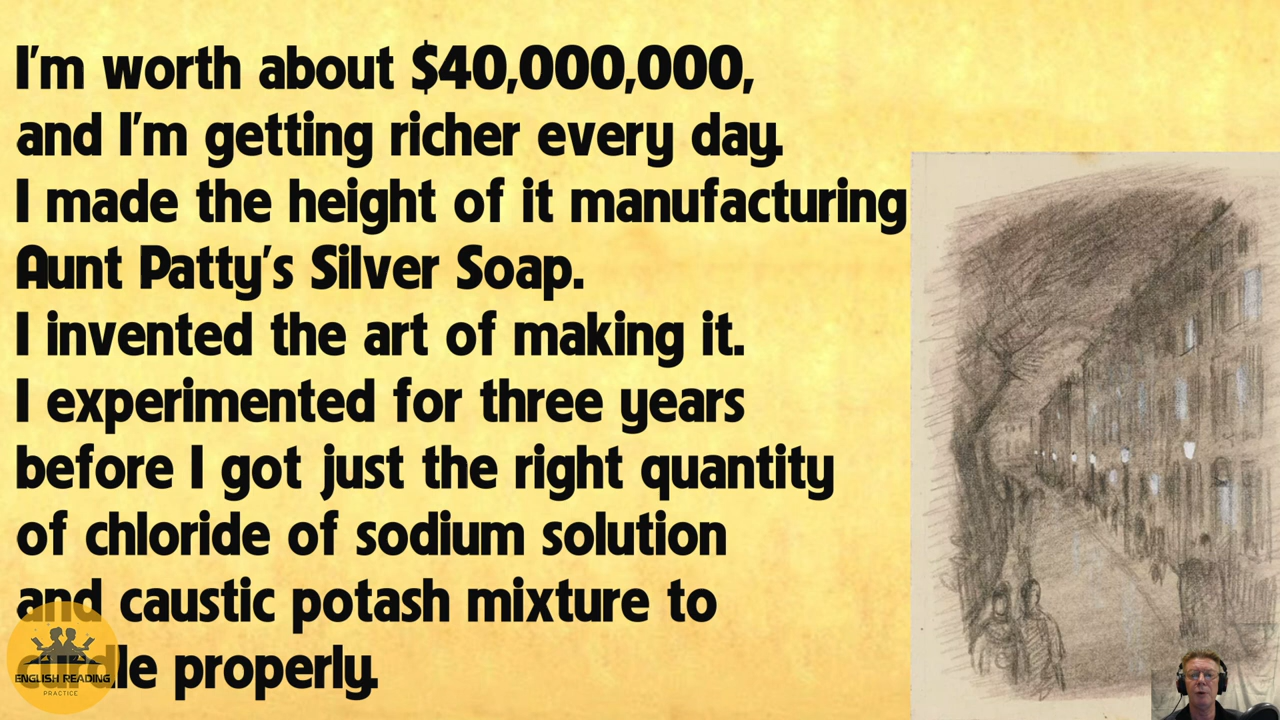 I'm worth about $40,000,000,
and I'm getting richer every day.
I made the height of it manufacturing
Aunt Patty's Silver Soap.
I invented the art of making it.
I experimented for three years
before I got just the right quantity
of chloride of sodium solution
and caustic potash mixture to
curdle properly.
ENGLISH READING
PRACTICE